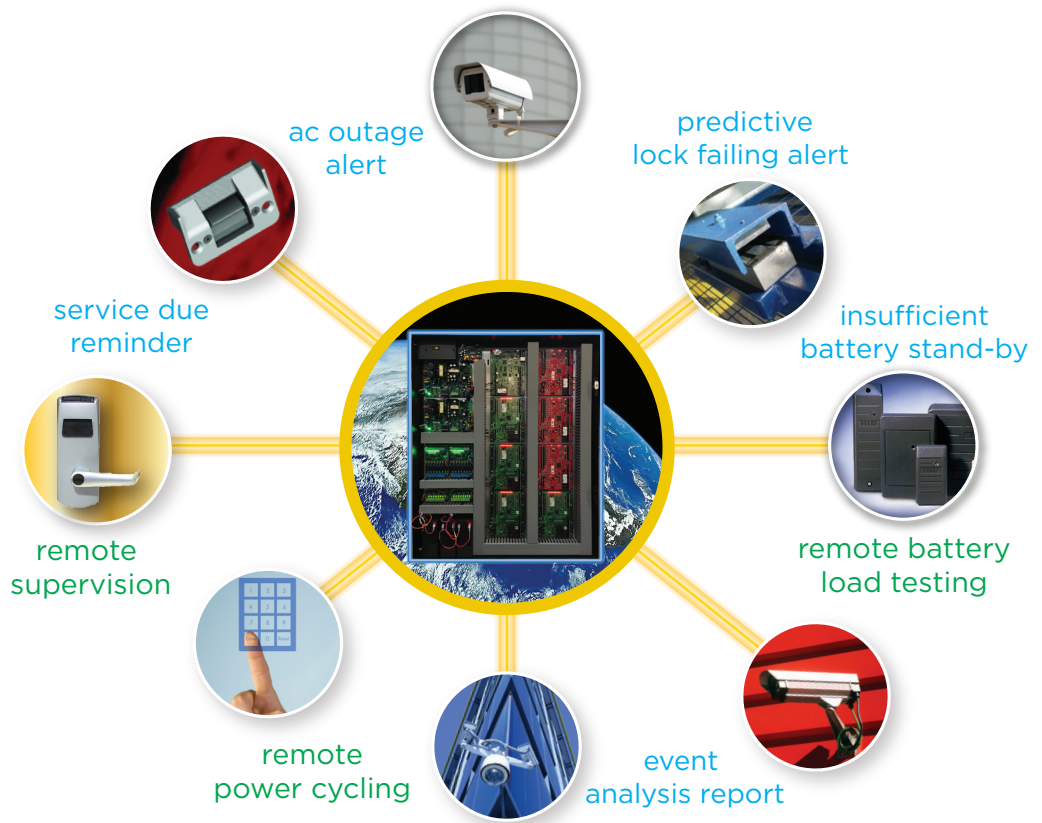 ac outage
alert
predictive
lock failing alert
service due
reminder
insufficient
battery stand-by
remote
supervision
remote battery
load testing
remote
power cycling
event
analysis report